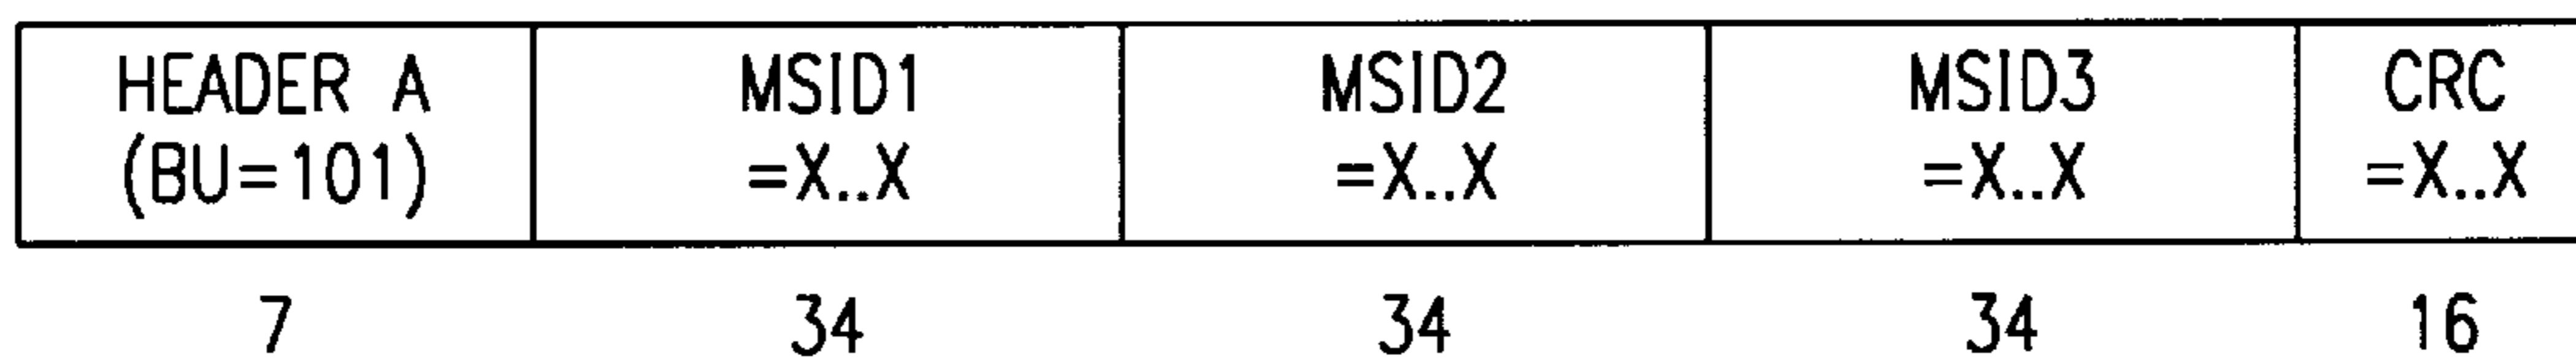 HEADER A MSID1 MSID2 MSID3 CRC
(BU=101) =X..X =X..X =X..X =X..X
7 34 34 34 16